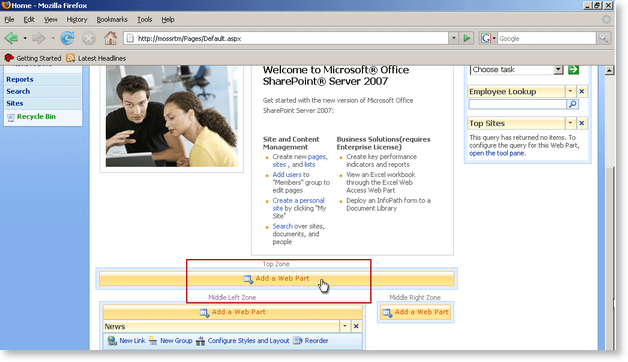 Home - Mozilla Firefox
File Edit View History Bookmarks Tools Help
http://mossrtm/Pages/Default.aspx
Google
Getting Started Latest Headlines
Reports
Search
Sites
Recycle Bin
Welcome to Microsoft® Office
SharePoint® Server 2007
Get started with the new version of Microsoft Office
SharePoint Server 2007:
Site and Content
Management
Create new pages,
sites , and lists
Add users to
"Members" group to
edit pages
Create a personal
site by clicking "My
Site"
Search over sites,
documents, and
people
Business Solutions(requires
Enterprise License)
Create key performance
indicators and reports
View an Excel workbook
through the Excel Web
Access Web Part
Deploy an InfoPath form to a
Document Library
Choose task
Employee Lookup
Top Sites
This query has returned no items. To
configure the query for this Web Part,
open the tool pane.
Top Zone
Add a Web Part
Middle Left Zone
Add a Web Part
News
New Link New Group Configure Styles and Layout Reorder
Middle Right Zone
Add a Web Part